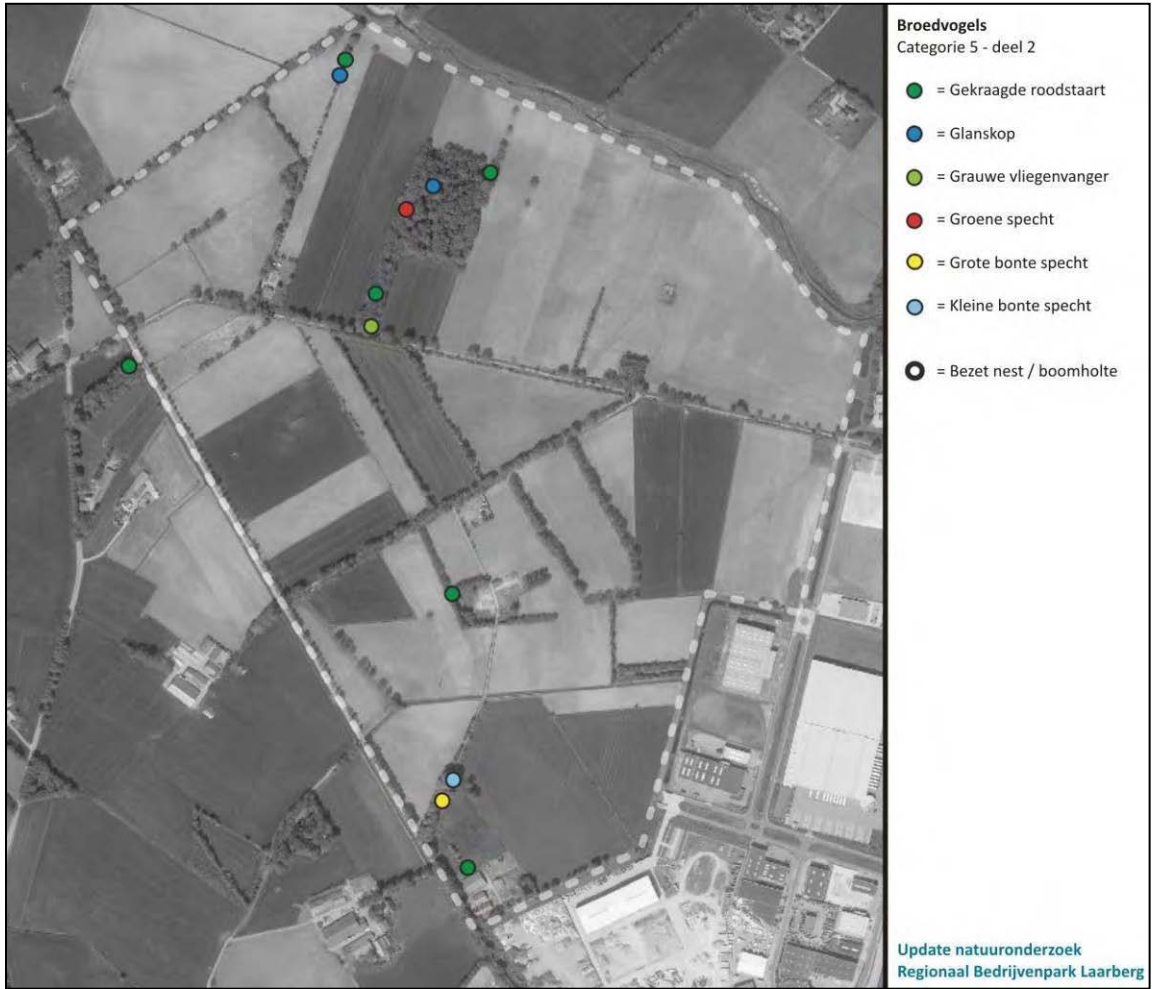 Broedvogels
Categorie 5 - deel 2
= Gekraagde roodstaart
= Glanskop
= Grauwe vliegenvanger
= Groene specht
= Grote bonte specht
= Kleine bonte specht
= Bezet nest / boomholte
Update natuuronderzoek
Regionaal Bedrijvenpark Laarberg